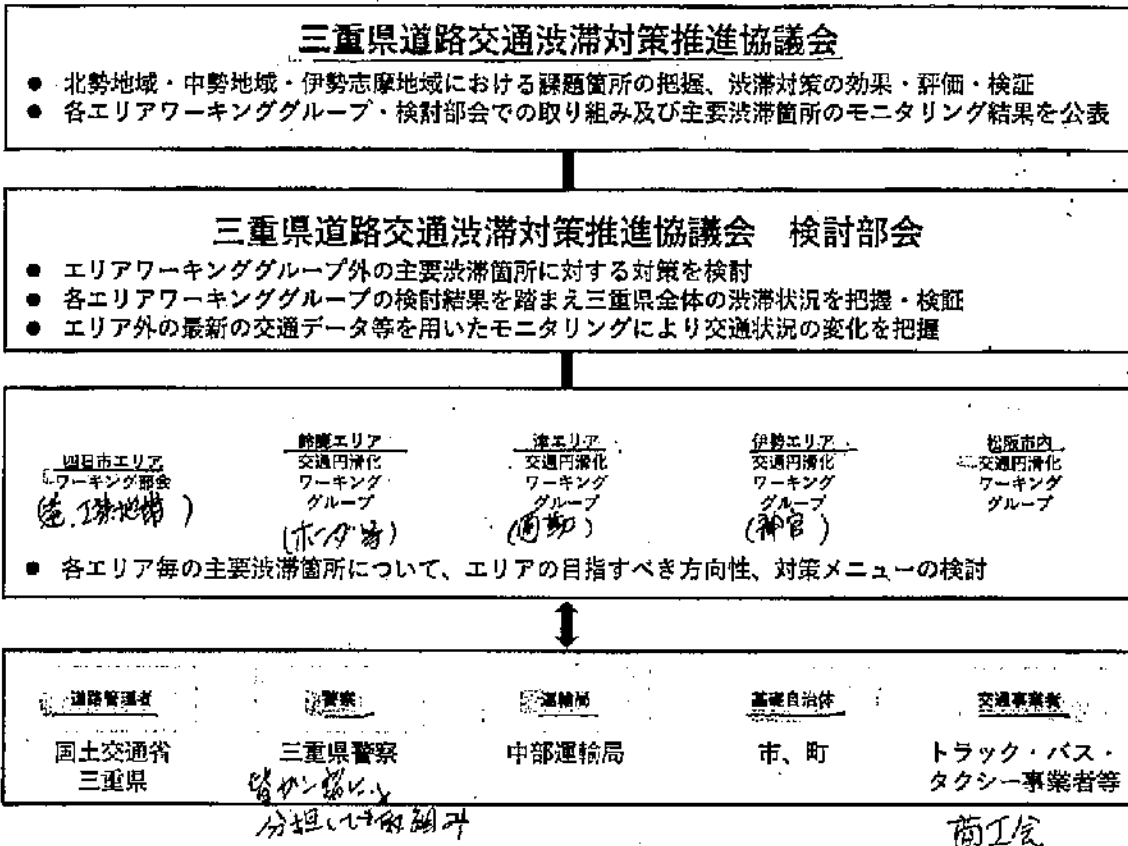 三重県道路交通渋滞対策推進協議会
● 北勢地域・中勢地域・伊勢志摩地域における課題箇所の把握、渋滞対策の効果・評価・検証
● 各エリアワーキンググループ・検討部会での取り組み及び主要渋滞箇所のモニタリング結果を公表
三重県道路交通渋滞対策推進協議会 検討部会
● エリアワーキンググループ外の主要渋滞箇所に対する対策を検討
● 各エリアワーキンググループの検討結果を踏まえ三重県全体の渋滞状況を把握・検証
● エリア外の最新の交通データ等を用いたモニタリングにより交通状況の変化を把握
四日市エリア
ワーキング部会
鈴鹿エリア
交通円滑化
ワーキング
グループ
(ホンダ等)
津エリア
交通円滑化
ワーキング
グループ
(通勤)
伊勢エリア
交通円滑化
ワーキング
グループ
(神宮)
松阪市内
交通円滑化
ワーキング
グループ
● 各エリア毎の主要渋滞箇所について、エリアの目指すべき方向性、対策メニューの検討
道路管理者
国土交通省
三重県
警察
三重県警察
運輸局
中部運輸局
基礎自治体
市、町
交通事業者
トラック・バス・
タクシー事業者等
分担して取組み
商工会